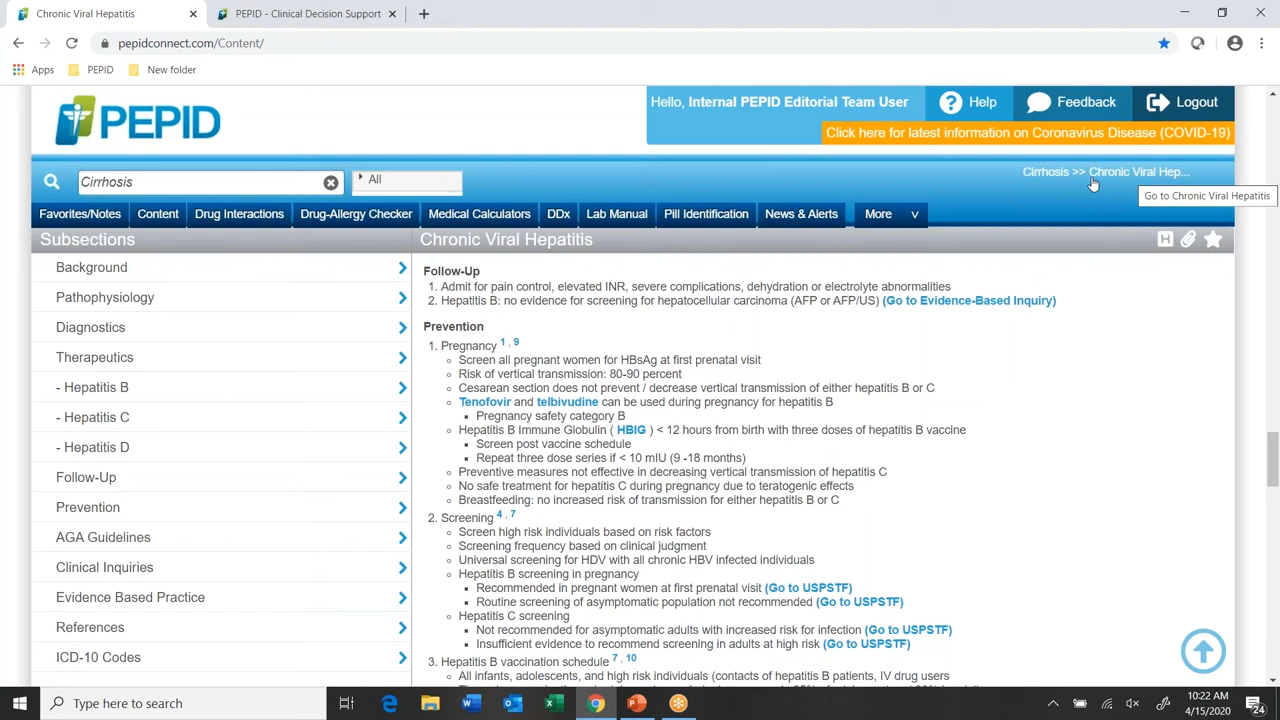 Chronic Viral Hepatitis
PEPID - Clinical Decision Support
pepidconnect.com/Content/
Apps
PEPID
New folder
PEPID
Hello, Internal PEPID Editorial Team User
Help
Feedback
Logout
Click here for latest information on Coronavirus Disease (COVID-19)
Cirrhosis
All
Cirrhosis >> Chronic Viral Hep...
Go to Chronic Viral Hepatitis
Favorites/Notes
Content
Drug Interactions
Drug-Allergy Checker
Medical Calculators
DDx
Lab Manual
Pill Identification
News & Alerts
More
Subsections
Background
Pathophysiology
Diagnostics
Therapeutics
- Hepatitis B
- Hepatitis C
- Hepatitis D
Follow-Up
Prevention
AGA Guidelines
Clinical Inquiries
Evidence Based Practice
References
ICD-10 Codes
Chronic Viral Hepatitis
H
Follow-Up
1. Admit for pain control, elevated INR, severe complications, dehydration or electrolyte abnormalities
2. Hepatitis B: no evidence for screening for hepatocellular carcinoma (AFP or AFP/US) (Go to Evidence-Based Inquiry)
Prevention
1. Pregnancy 1 , 9
Screen all pregnant women for HBsAg at first prenatal visit
Risk of vertical transmission: 80-90 percent
Cesarean section does not prevent / decrease vertical transmission of either hepatitis B or C
Tenofovir and telbivudine can be used during pregnancy for hepatitis B
Pregnancy safety category B
Hepatitis B Immune Globulin ( HBIG ) < 12 hours from birth with three doses of hepatitis B vaccine
Screen post vaccine schedule
Repeat three dose series if < 10 mIU (9 -18 months)
Preventive measures not effective in decreasing vertical transmission of hepatitis C
No safe treatment for hepatitis C during pregnancy due to teratogenic effects
Breastfeeding: no increased risk of transmission for either hepatitis B or C
2. Screening 4 , 7
Screen high risk individuals based on risk factors
Screening frequency based on clinical judgment
Universal screening for HDV with all chronic HBV infected individuals
Hepatitis B screening in pregnancy
Recommended in pregnant women at first prenatal visit (Go to USPSTF)
Routine screening of asymptomatic population not recommended (Go to USPSTF)
Hepatitis C screening
Not recommended for asymptomatic adults with increased risk for infection (Go to USPSTF)
Insufficient evidence to recommend screening in adults at high risk (Go to USPSTF)
3. Hepatitis B vaccination schedule 7 , 10
All infants, adolescents, and high risk individuals (contacts of hepatitis B patients, IV drug users
Type here to search
10:22 AM
4/15/2020
24